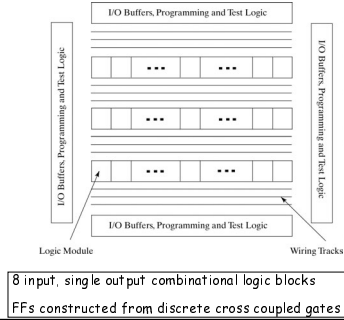 I/O Buffers, Programming and Test Logic
I/O Buffers, Programming and Test Logic
I/O Buffers, Programming and Test Logic
I/O Buffers, Programming and Test Logic
Logic Module
Wiring Tracks
8 input, single output combinational logic blocks
FFs constructed from discrete cross coupled gates